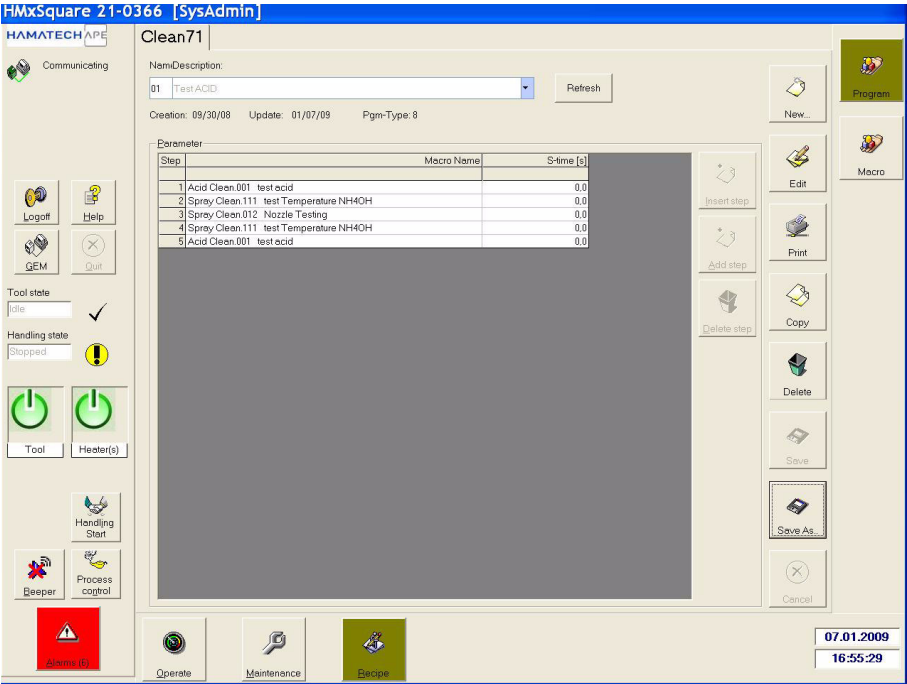 HMxSquare 21-0366 [SysAdmin]
HAMATECH APE
Communicating
Logoff
Help
GEM
Quit
Tool state
Idle
Handling state
Stopped
Tool
Heater(s)
Handling
Start
Beeper
Process
control
Alarms (E)
Clean71
NamDescription:
01 Test ACID
Refresh
Creation: 09/30/08 Update: 01/07/09 Pgm-Type: 8
Parameter
Step Macro Name S-time [s]
1 Acid Clean.001 test acid 0,0
2 Spray Clean.111 test Temperature NH4OH 0,0
3 Spray Clean.012 Nozzle Testing 0,0
4 Spray Clean.111 test Temperature NH4OH 0,0
5 Acid Clean.001 test acid 0,0
Insert step
Add step
Delete step
New...
Edit
Print
Copy
Delete
Save
Save As..
Cancel
Program
Macro
Operate
Maintenance
Recipe
07.01.2009
16:55:29